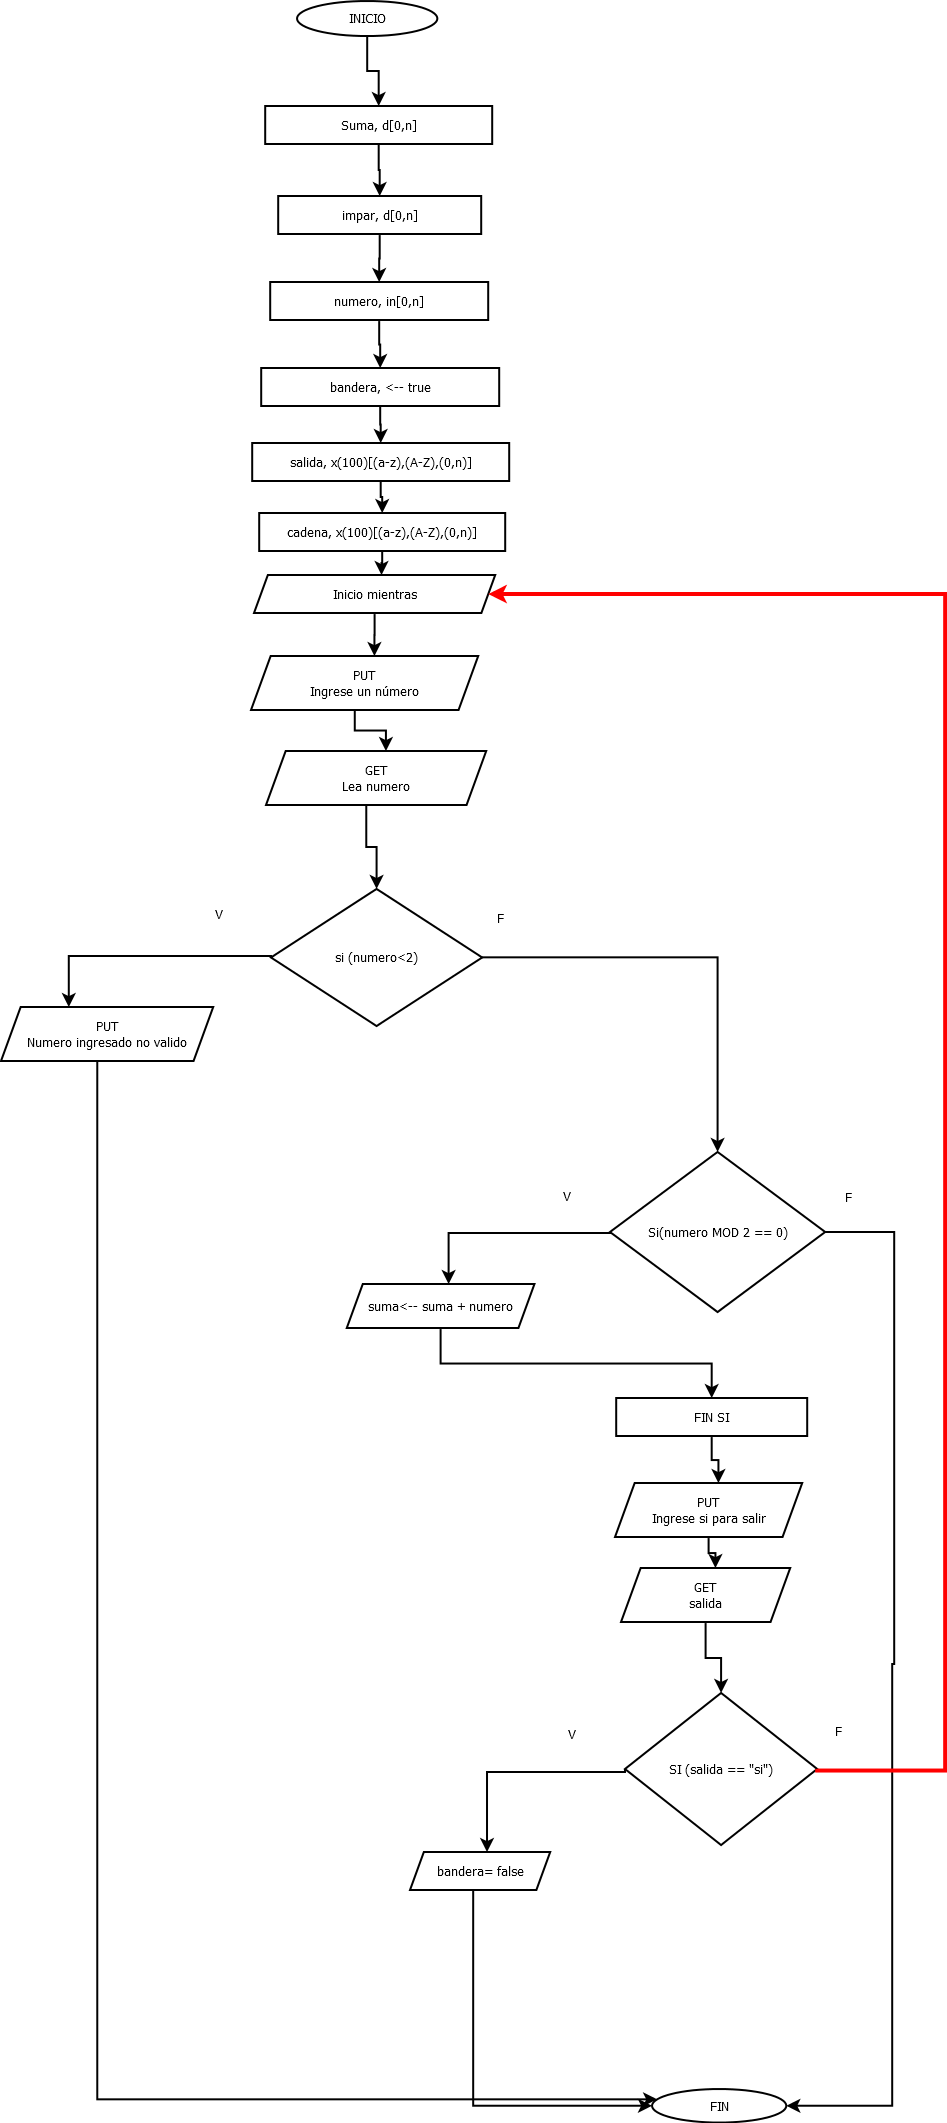 INICIO
Suma, d[0,n]
impar, d[0,n]
numero, in[0,n]
bandera, <-- true
salida, x(100)[(a-z),(A-Z),(0,n)]
cadena, x(100)[(a-z),(A-Z),(0,n)]
Inicio mientras
PUT
Ingrese un número
GET
Lea numero
V
F
si (numero<2)
PUT
Numero ingresado no valido
V
F
Si(numero MOD 2 == 0)
suma<-- suma + numero
FIN SI
PUT
Ingrese si para salir
GET
salida
V
F
SI (salida == "si")
bandera= false
FIN